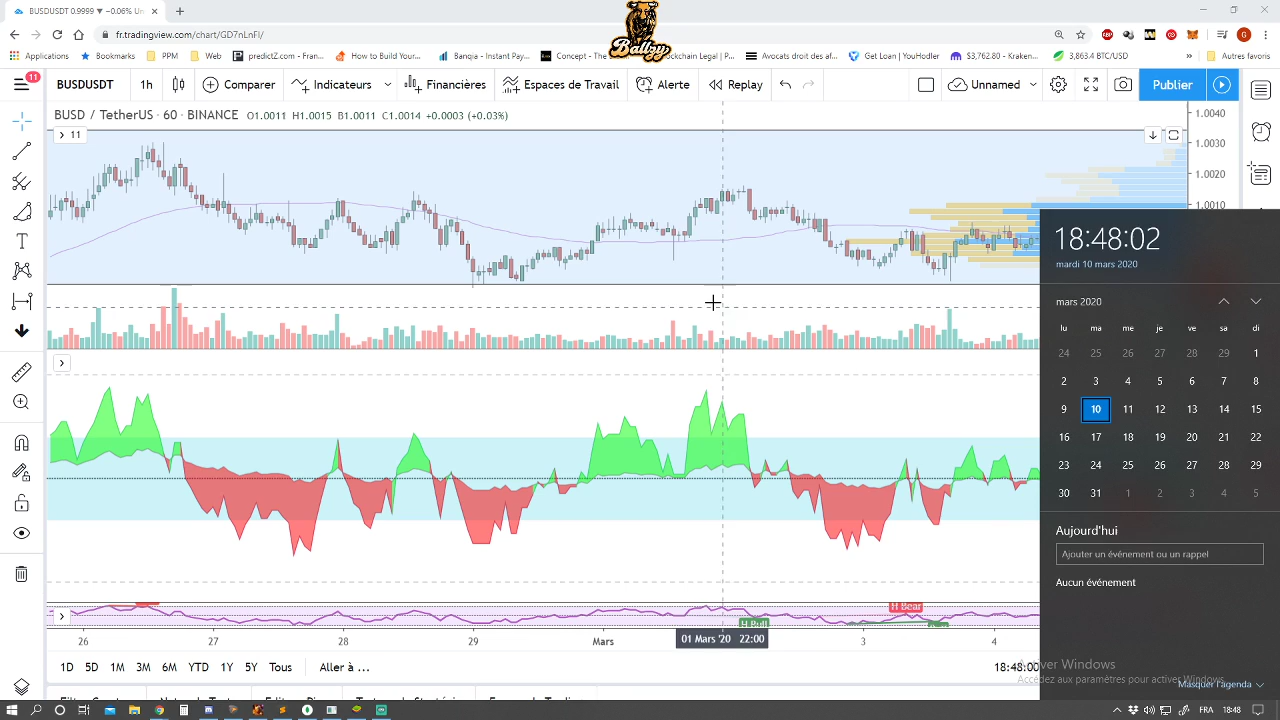 BUSDUSDT 0.9999 ▼ −0.06% Un
fr.tradingview.com/chart/GD7nLnFI/
Applications
Bookmarks
PPM
Web
predictZ.com - Fran...
How to Build Your...
Banqia - Instant Pay...
Concept - The S
ockchain Legal P...
Avocats droit des af...
Get Loan | YouHodler
$3,762.80 - Kraken...
3,869.4 BTC/USD
Autres favoris
Ballzy
11
BUSDUSDT
1h
Comparer
Indicateurs
Financières
Espaces de Travail
Alerte
Replay
Unnamed
Publier
BUSD / TetherUS · 60 · BINANCE O1.0011 H1.0015 B1.0011 C1.0014 +0.0003 (+0.03%)
11
1.0040
1.0030
1.0020
1.0010
18:48:02
mardi 10 mars 2020
mars 2020
lu ma me je ve sa di
24 25 26 27 28 29 1
2 3 4 5 6 7 8
9 10 11 12 13 14 15
16 17 18 19 20 21 22
23 24 25 26 27 28 29
30 31 1 2 3 4 5
Aujourd'hui
Ajouter un événement ou un rappel
Aucun événement
H Bear
H Bull
26 27 28 29 Mars 01 Mars '20 22:00 3 4
1D 5D 1M 3M 6M YTD 1Y 5Y Tous Aller à ...
18:48:00
Activer Windows
Accédez aux paramètres pour activer Windows.
Masquer l'agenda
FRA
18:48